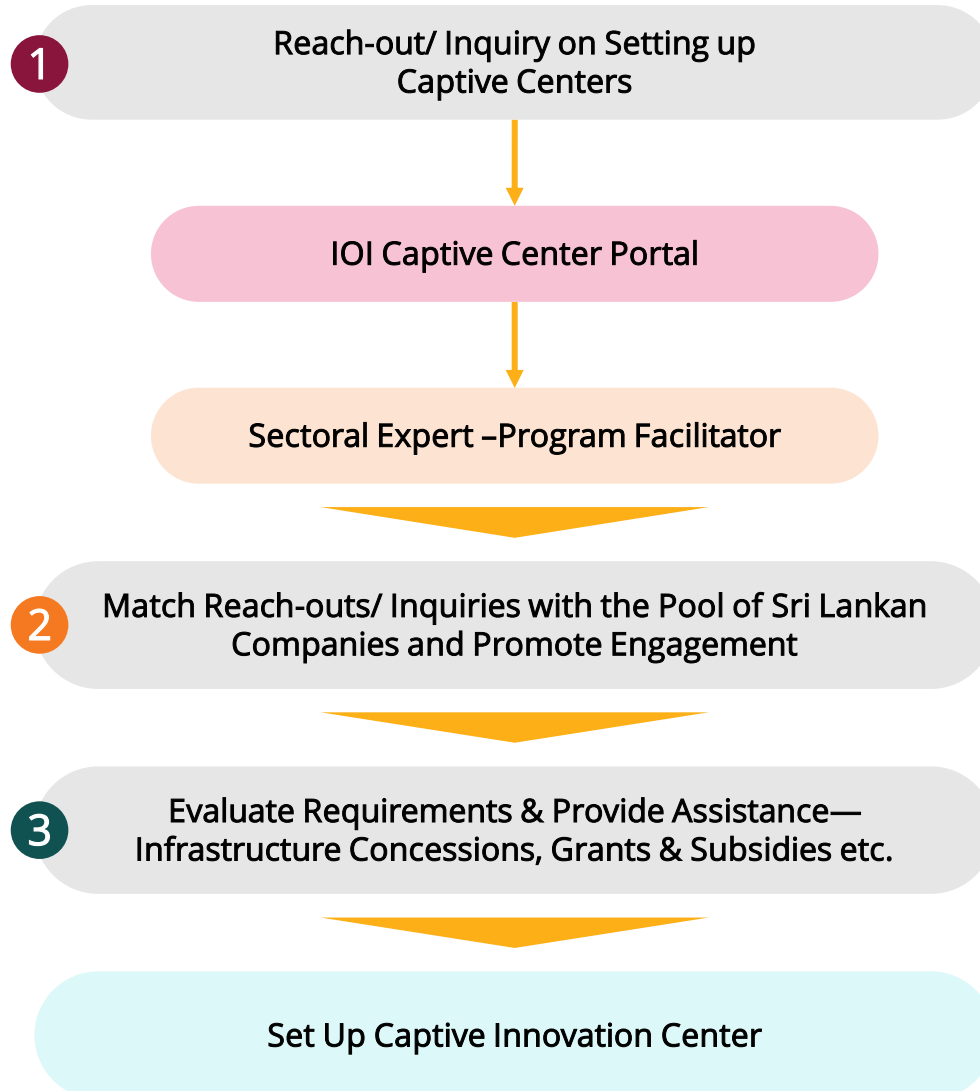 1
Reach-out/ Inquiry on Setting up
Captive Centers
IOI Captive Center Portal
Sectoral Expert –Program Facilitator
2
Match Reach-outs/ Inquiries with the Pool of Sri Lankan
Companies and Promote Engagement
3
Evaluate Requirements & Provide Assistance—
Infrastructure Concessions, Grants & Subsidies etc.
Set Up Captive Innovation Center